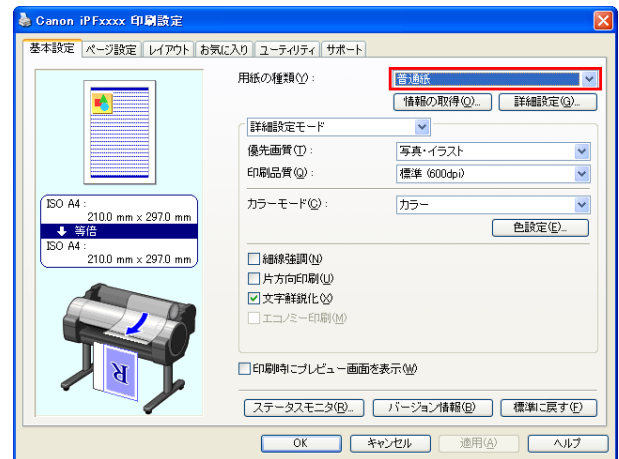 Canon iPFxxxx 印刷設定
基本設定 ページ設定 レイアウト お気に入り ユーティリティ サポート
用紙の種類(Y): 普通紙
情報の取得(Q)... 詳細設定(G)...
詳細設定モード
優先画質(T): 写真・イラスト
印刷品質(Q): 標準 (600dpi)
カラーモード(C): カラー
色設定(E)...
ISO A4:
210.0 mm x 297.0 mm
等倍
ISO A4:
210.0 mm x 297.0 mm
細線強調(N)
片方向印刷(U)
文字鮮鋭化(X)
エコノミー印刷(M)
R
印刷時にプレビュー画面を表示(W)
ステータスモニタ(R)... バージョン情報(B) 標準に戻す(F)
OK キャンセル 適用(A) ヘルプ